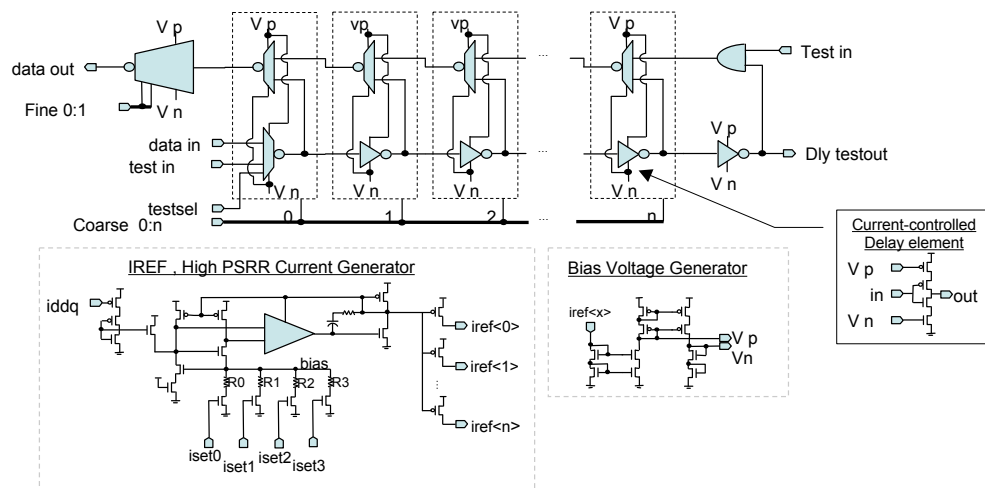 V p
V p
vp
vp
V p
...
data out
Test in
Fine 0:1
V n
V p
data in
test in
Dly testout
V n
V n
V n
testsel
Coarse 0:n
0
1
2
...
n
Current-controlled
Delay element
V p
in
out
V n
IREF , High PSRR Current Generator
iddq
bias
R0
R1
R2
R3
iref<0>
iref<1>
iref<n>
iset0
iset1
iset2
iset3
Bias Voltage Generator
iref<x>
V p
Vn